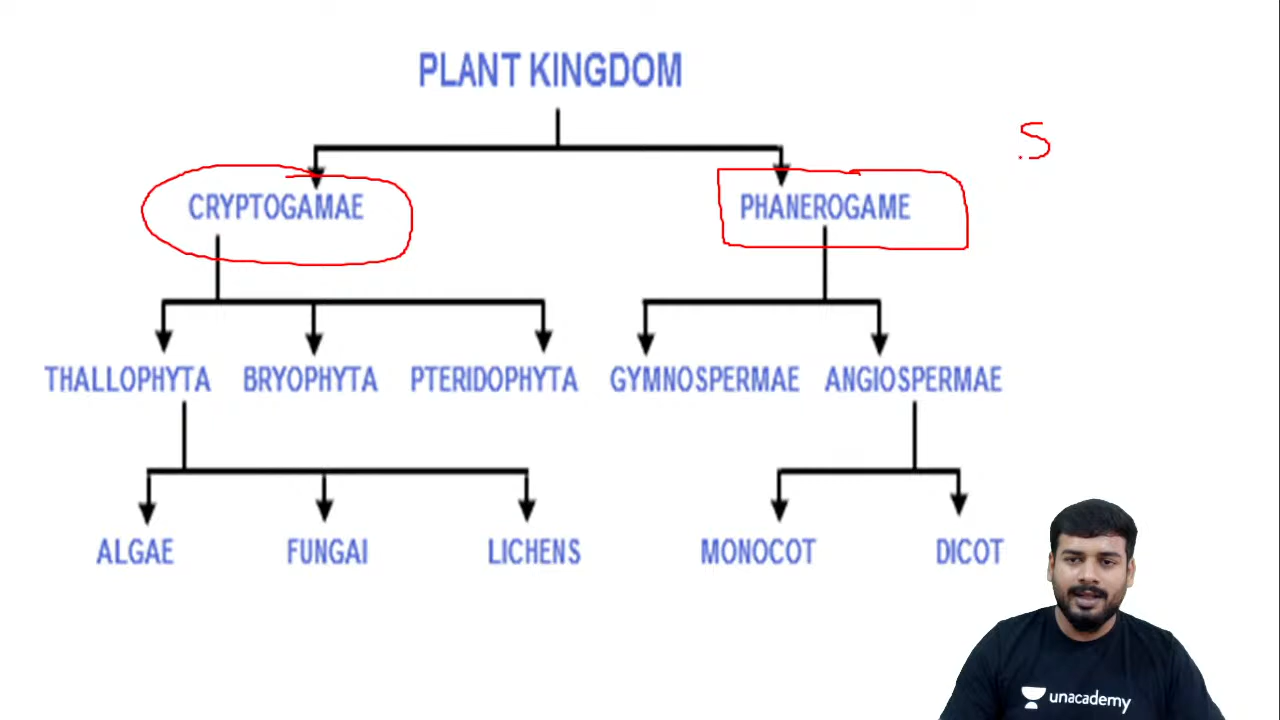 PLANT KINGDOM
S
CRYPTOGAMAE PHANEROGAME
THALLOPHYTA BRYOPHYTA PTERIDOPHYTA GYMNOSPERMAE ANGIOSPERMAE
ALGAE FUNGAI LICHENS MONOCOT DICOT
unacademy